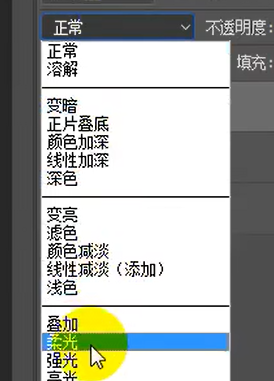 正常 不透明度:
正常
溶解
填充:
变暗
正片叠底
颜色加深
线性加深
深色
变亮
滤色
颜色减淡
线性减淡（添加）
浅色
叠加
柔光
强光
亮光